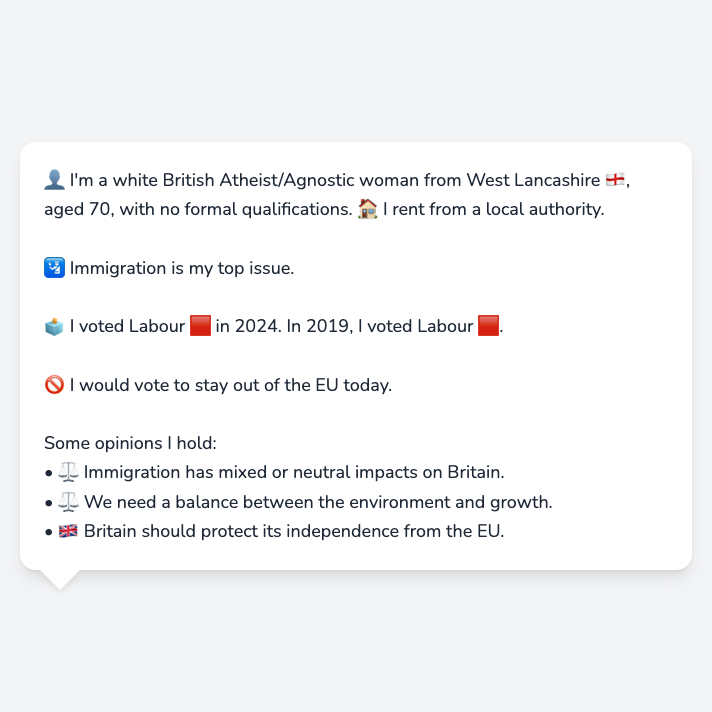 👤 I'm a white British Atheist/Agnostic woman from West Lancashire 🏴󠁧󠁢󠁥󠁮󠁧󠁿,
aged 70, with no formal qualifications. 🏠 I rent from a local authority.
🛂 Immigration is my top issue.
🗳️ I voted Labour 🟥 in 2024. In 2019, I voted Labour 🟥.
🚫 I would vote to stay out of the EU today.
Some opinions I hold:
• ⚖️ Immigration has mixed or neutral impacts on Britain.
• ⚖️ We need a balance between the environment and growth.
• 🇬🇧 Britain should protect its independence from the EU.